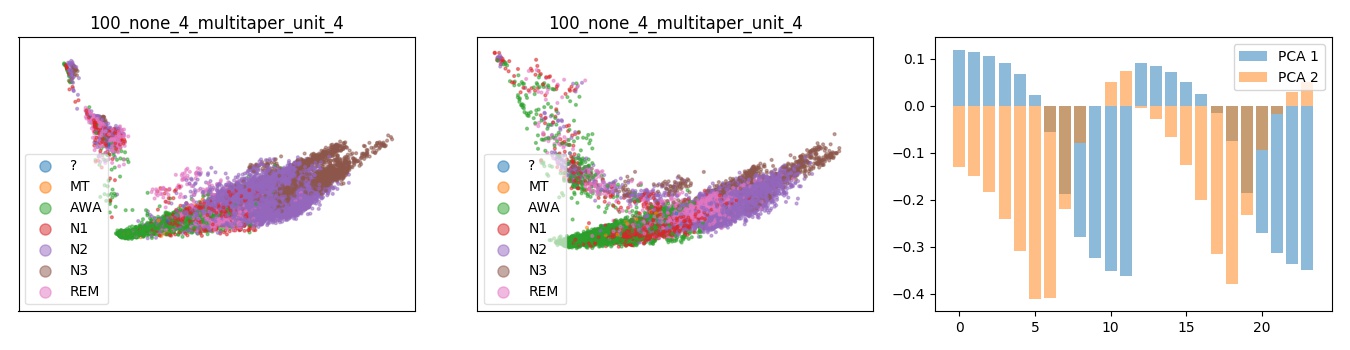 100_none_4_multitaper_unit_4
?
MT
AWA
N1
N2
N3
REM
100_none_4_multitaper_unit_4
?
MT
AWA
N1
N2
N3
REM
PCA 1
PCA 2
0.1
0.0
−0.1
−0.2
−0.3
−0.4
0 5 10 15 20